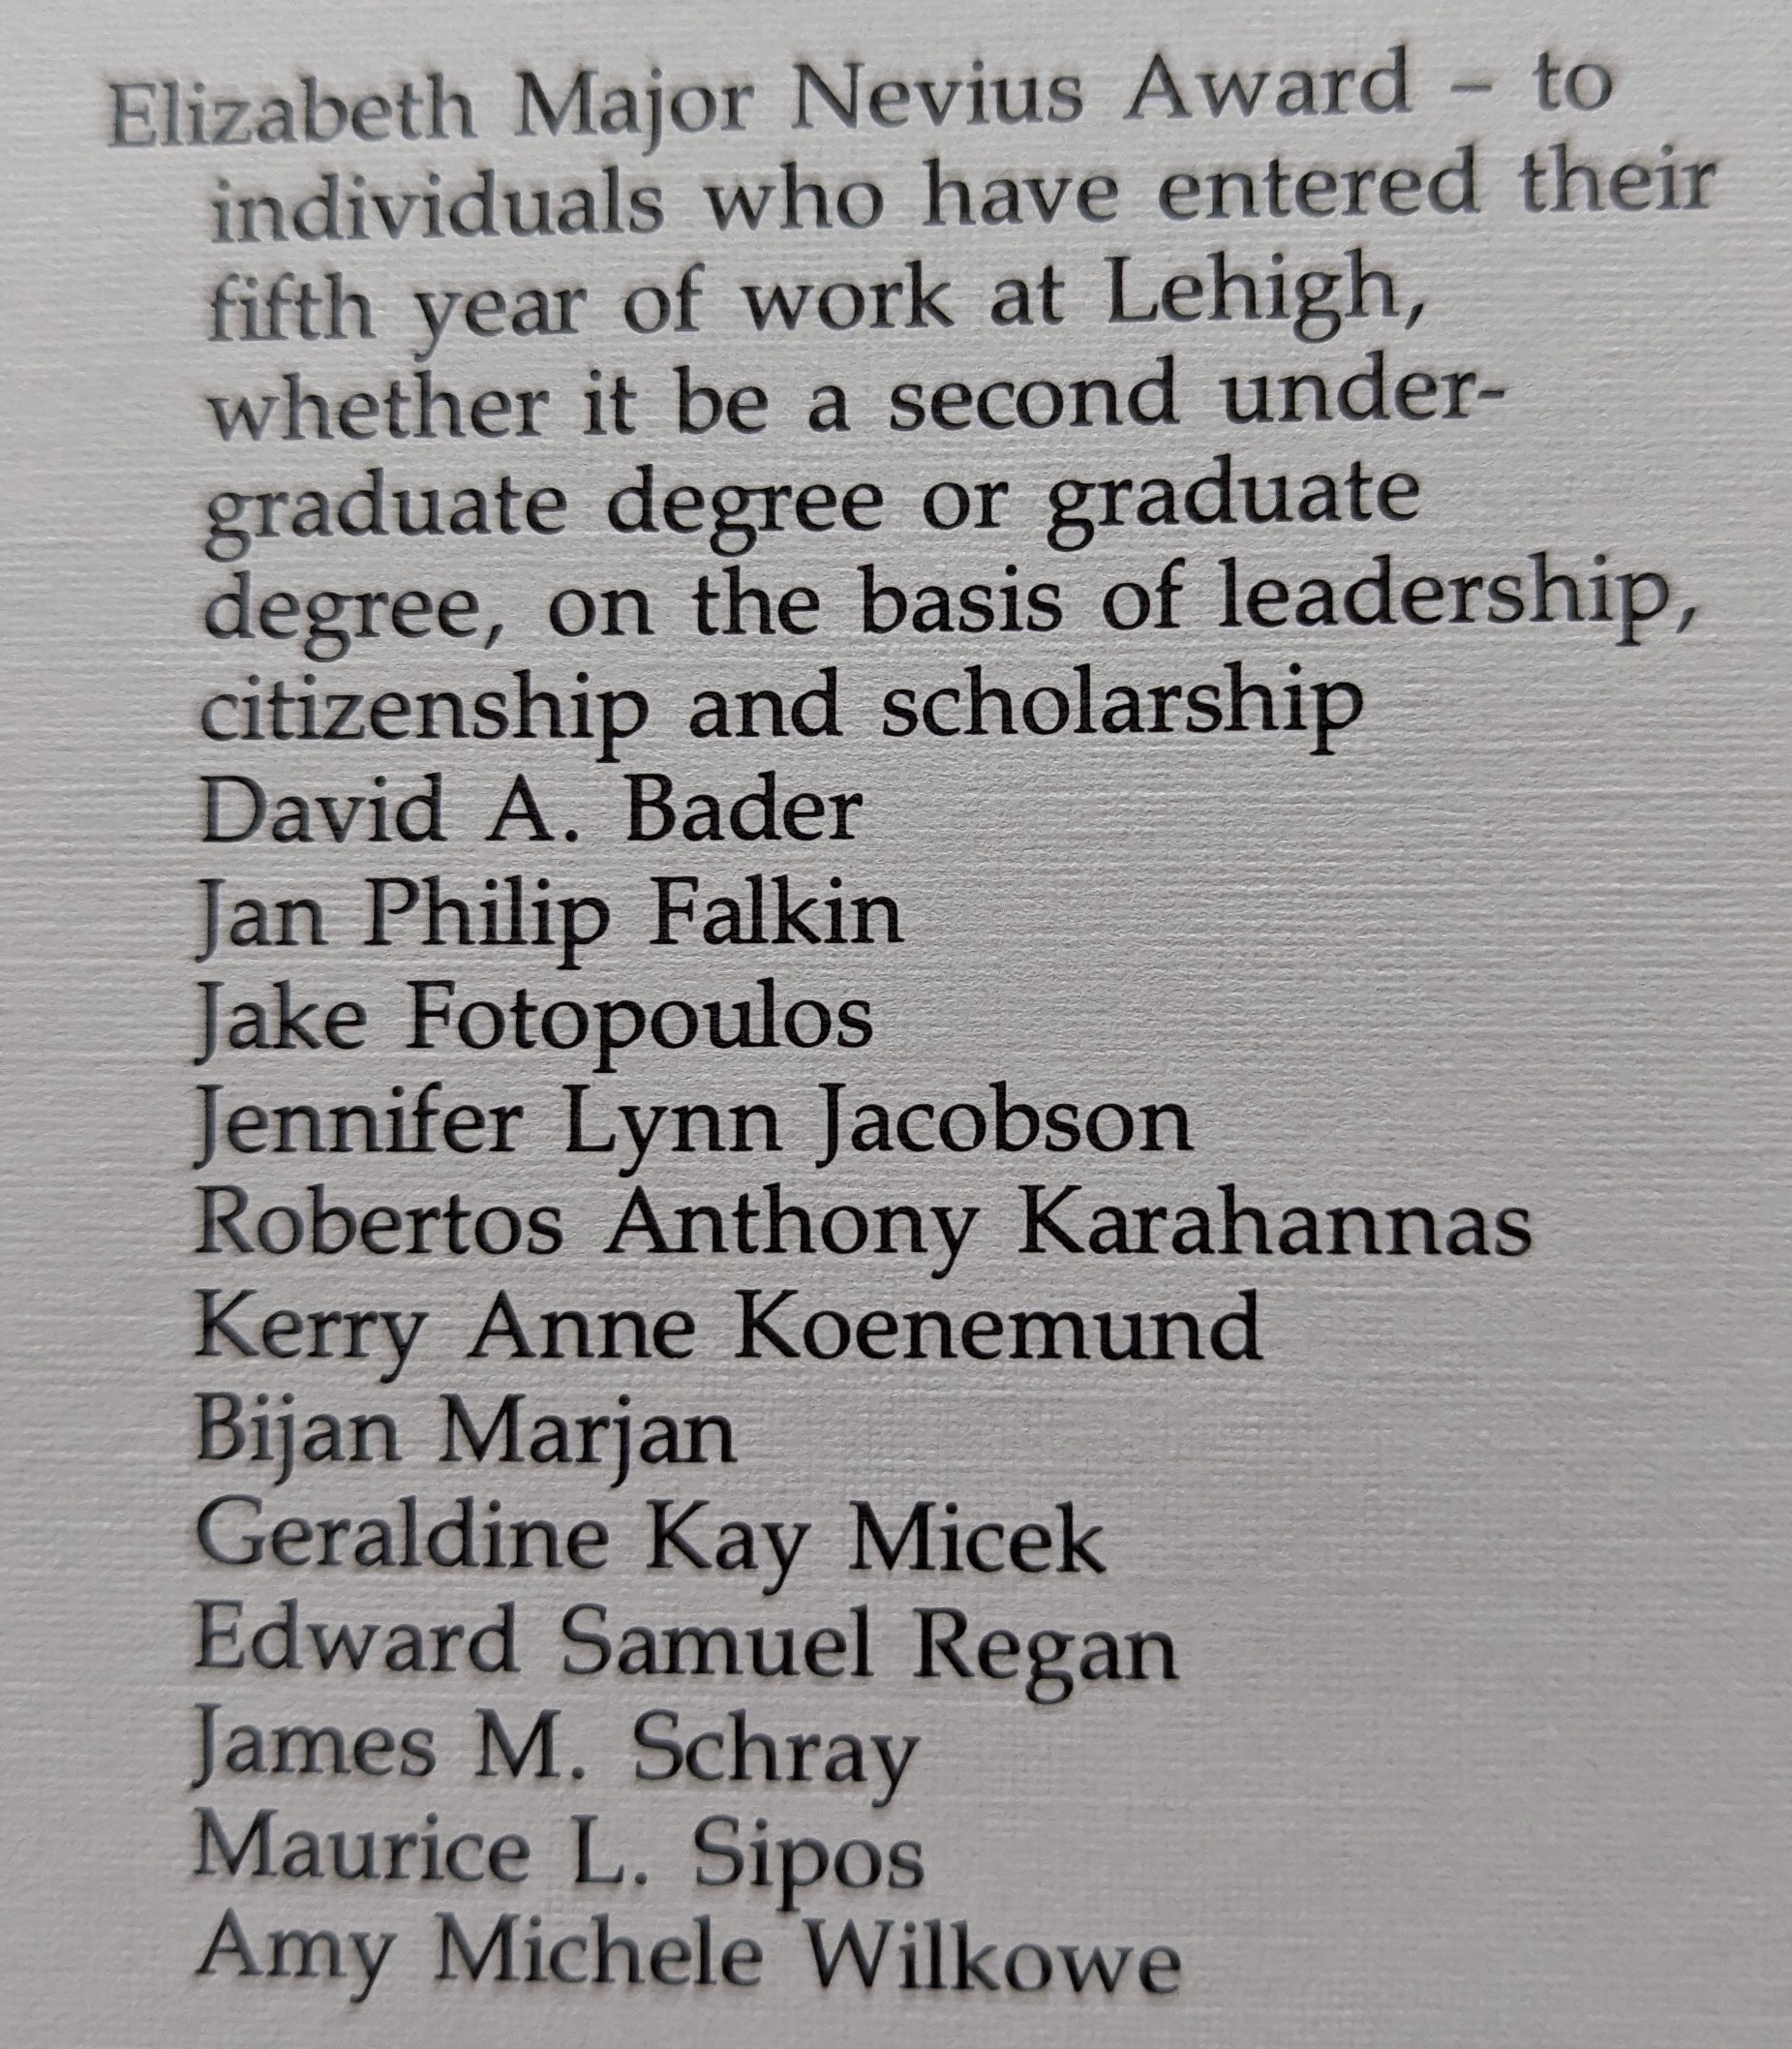 Elizabeth Major Nevius Award – to
individuals who have entered their
fifth year of work at Lehigh,
whether it be a second under-
graduate degree or graduate
degree, on the basis of leadership,
citizenship and scholarship
David A. Bader
Jan Philip Falkin
Jake Fotopoulos
Jennifer Lynn Jacobson
Robertos Anthony Karahannas
Kerry Anne Koenemund
Bijan Marjan
Geraldine Kay Micek
Edward Samuel Regan
James M. Schray
Maurice L. Sipos
Amy Michele Wilkowe